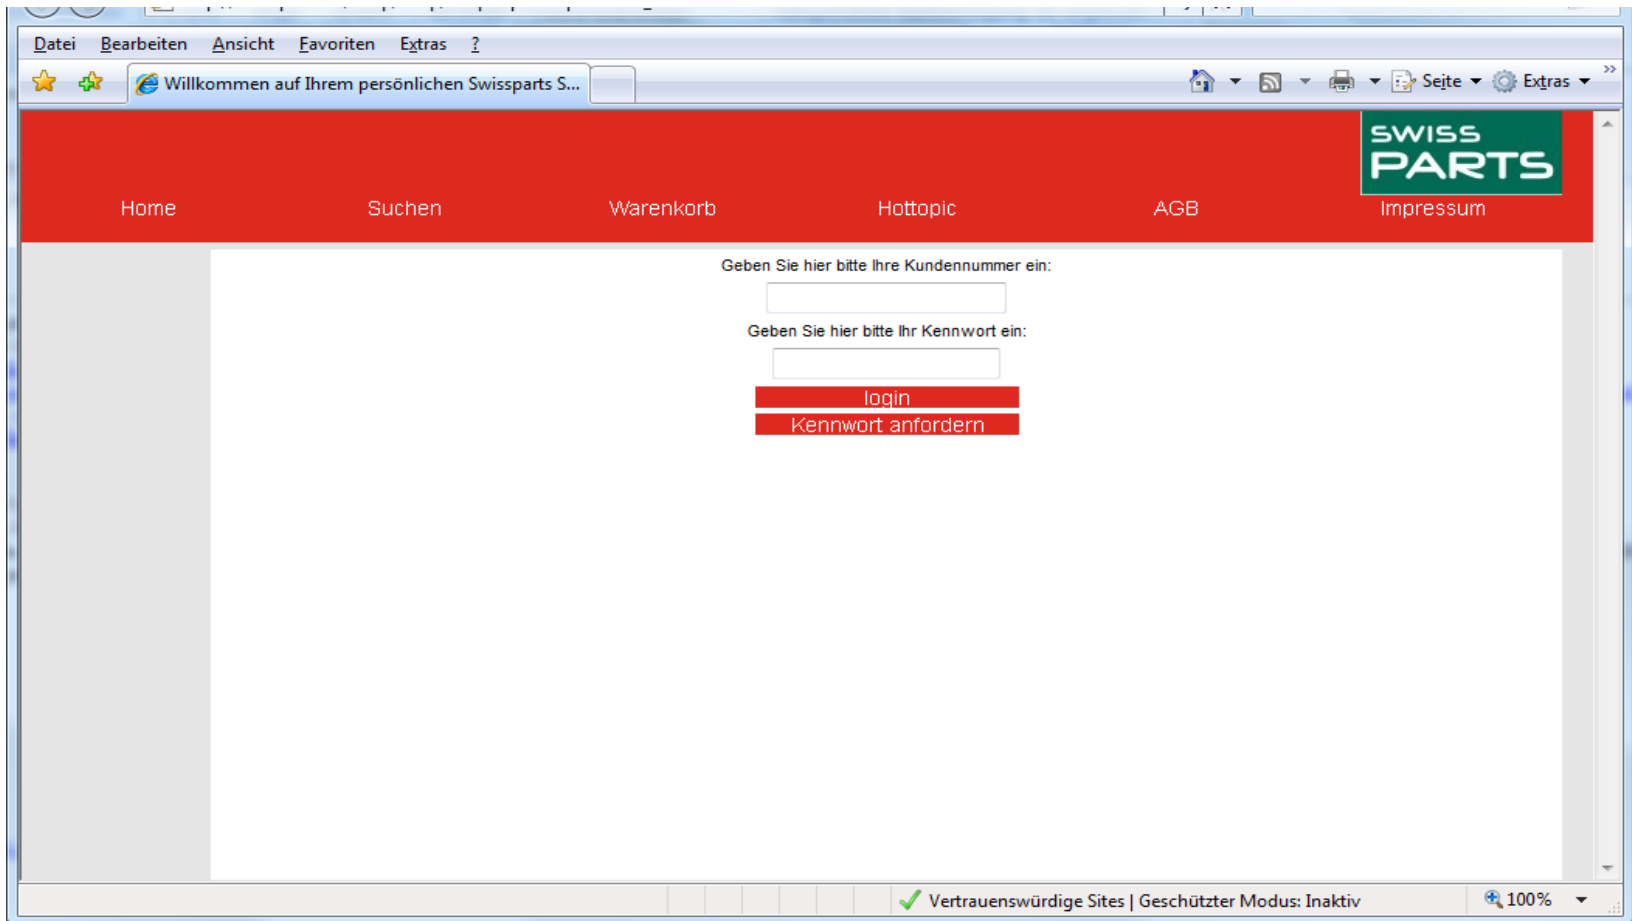 Datei Bearbeiten Ansicht Favoriten Extras ?
Willkommen auf Ihrem persönlichen Swissparts S...
Seite Extras
SWISS
PARTS
Home Suchen Warenkorb Hottopic AGB Impressum
Geben Sie hier bitte Ihre Kundennummer ein:
Geben Sie hier bitte Ihr Kennwort ein:
login
Kennwort anfordern
Vertrauenswürdige Sites | Geschützter Modus: Inaktiv 100%